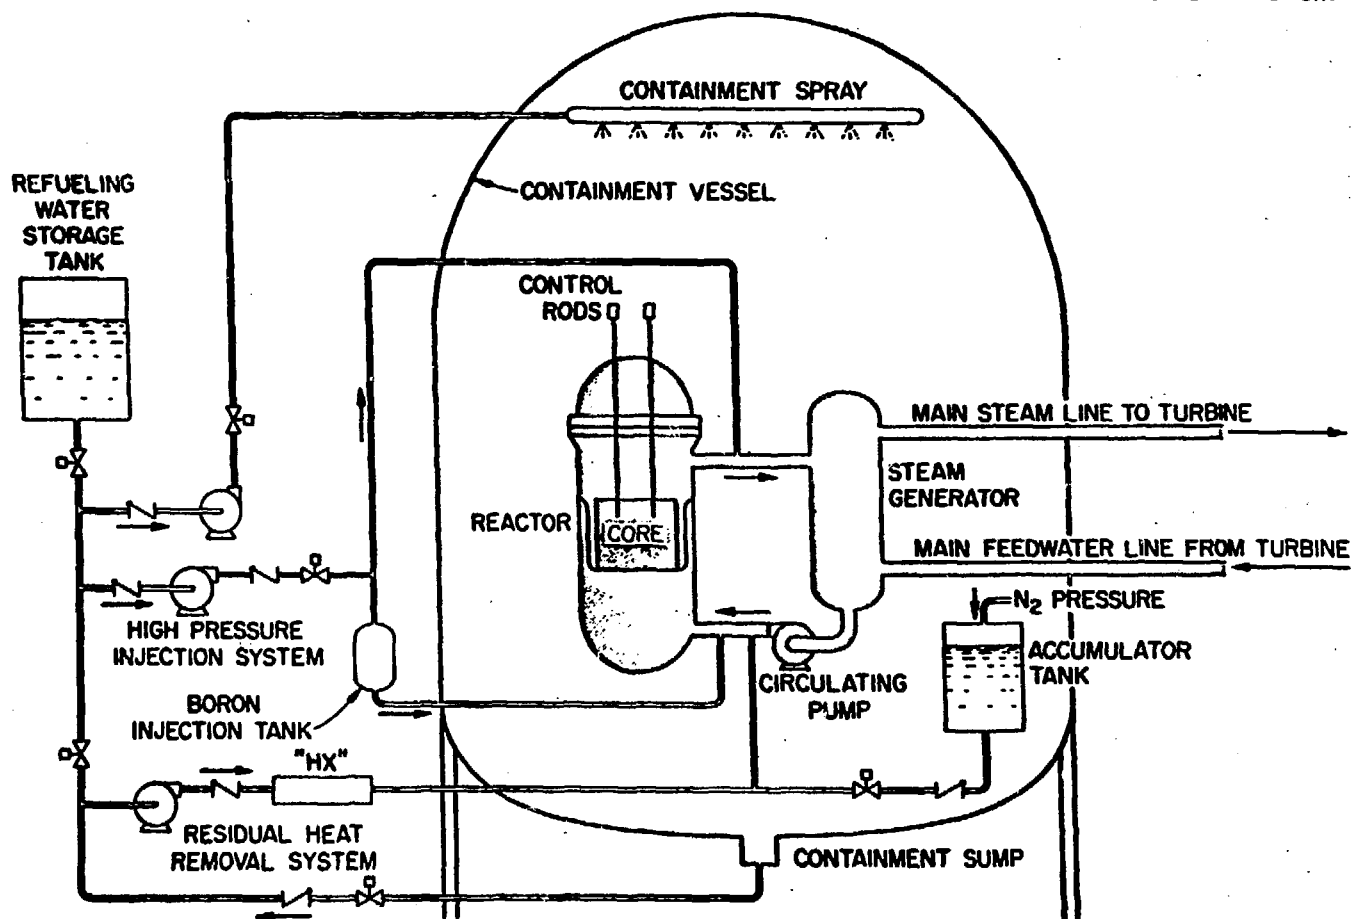 CONTAINMENT SPRAY
CONTAINMENT VESSEL
REFUELING
WATER
STORAGE
TANK
CONTROL
RODS
MAIN STEAM LINE TO TURBINE
STEAM
GENERATOR
REACTOR
CORE
MAIN FEEDWATER LINE FROM TURBINE
N₂ PRESSURE
HIGH PRESSURE
INJECTION SYSTEM
ACCUMULATOR
TANK
CIRCULATING
PUMP
BORON
INJECTION TANK
"HX"
RESIDUAL HEAT
REMOVAL SYSTEM
CONTAINMENT SUMP